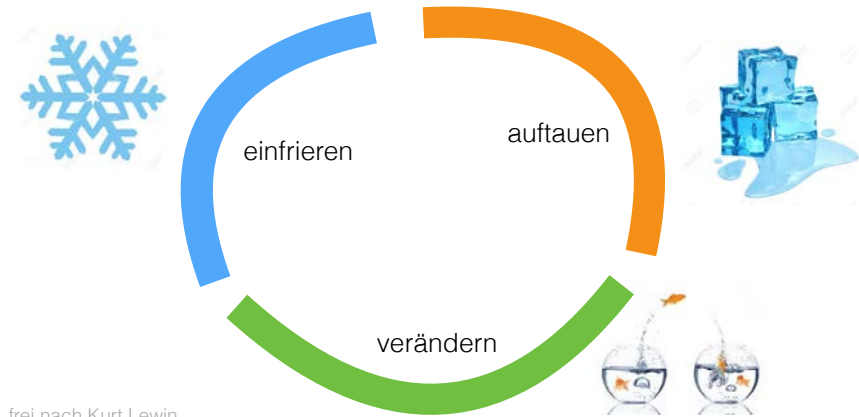 auftauen
einfrieren
verändern
frei nach Kurt Lewin